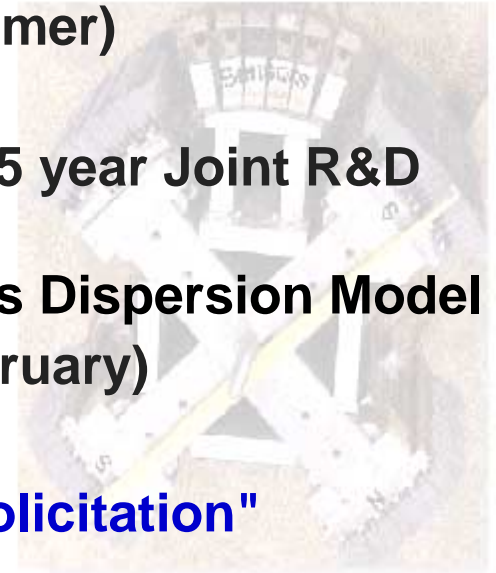 mer)
5 year Joint R&D
s Dispersion Model
ruary)
olicitation"